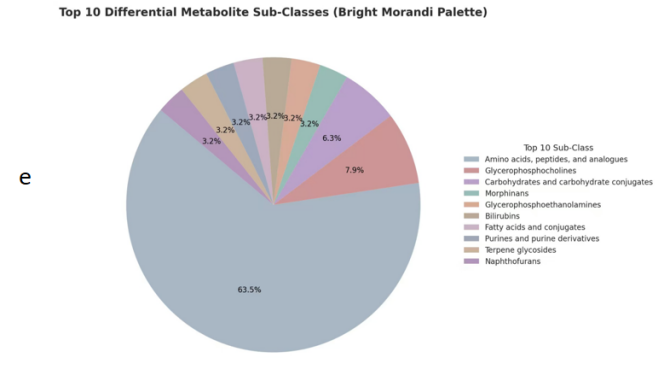 Top 10 Differential Metabolite Sub-Classes (Bright Morandi Palette)
e
3.2%
3.2%
3.2%
3.2%
3.2%
3.2%
3.2%
6.3%
7.9%
63.5%
Top 10 Sub-Class
Amino acids, peptides, and analogues
Glycerophosphocholines
Carbohydrates and carbohydrate conjugates
Morphinans
Glycerophosphoethanolamines
Bilirubins
Fatty acids and conjugates
Purines and purine derivatives
Terpene glycosides
Naphthofurans